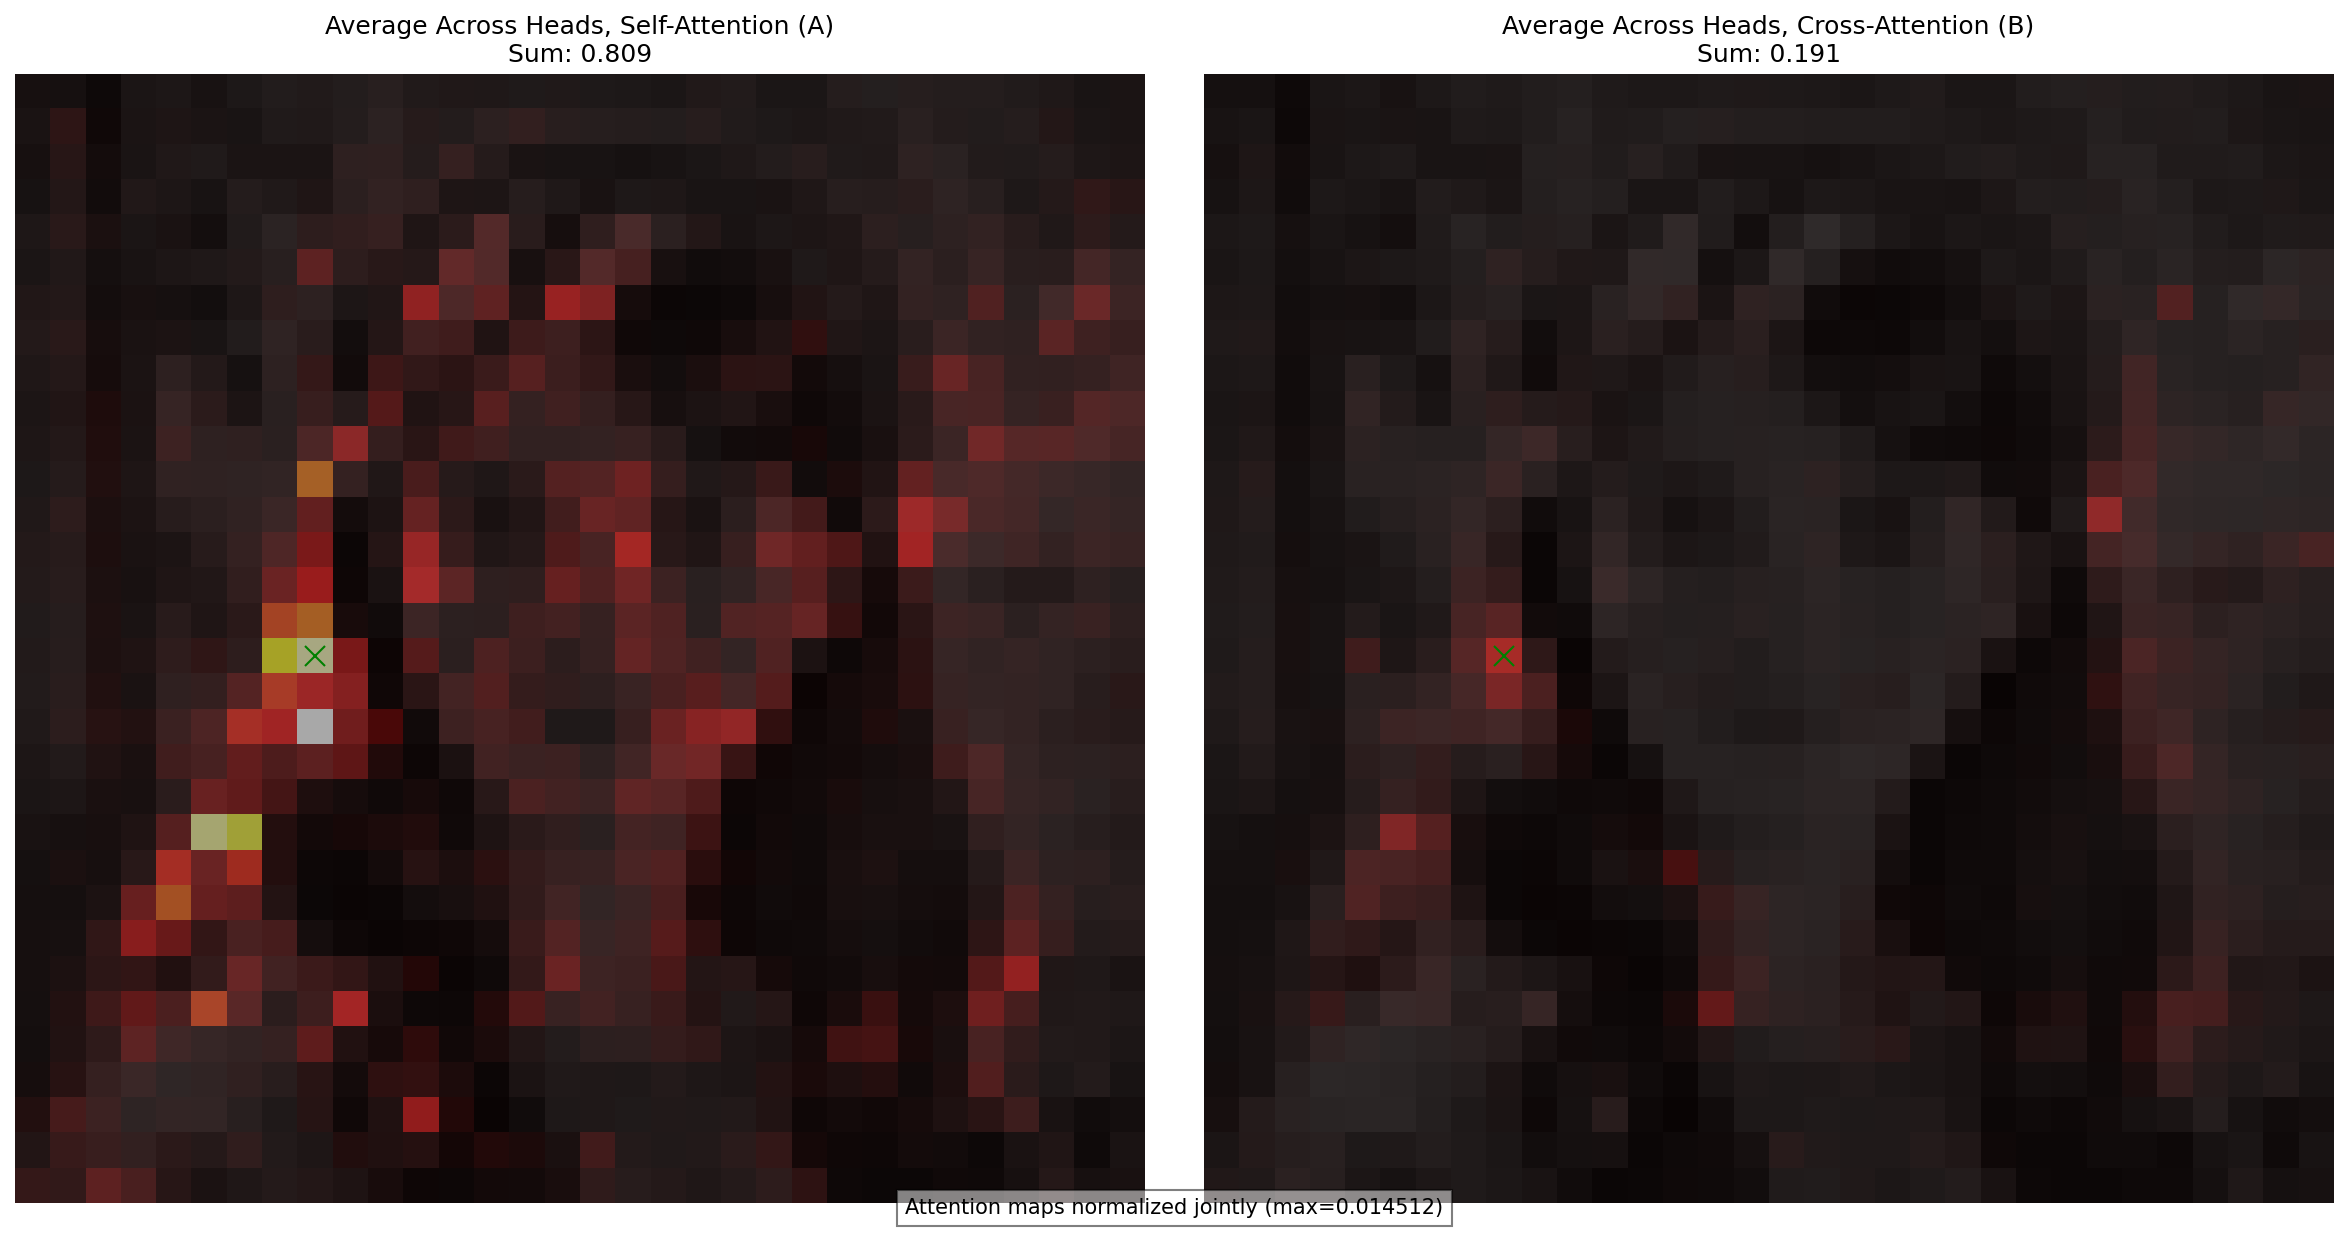 Average Across Heads, Self-Attention (A)
Sum: 0.809
Average Across Heads, Cross-Attention (B)
Sum: 0.191
Attention maps normalized jointly (max=0.014512)